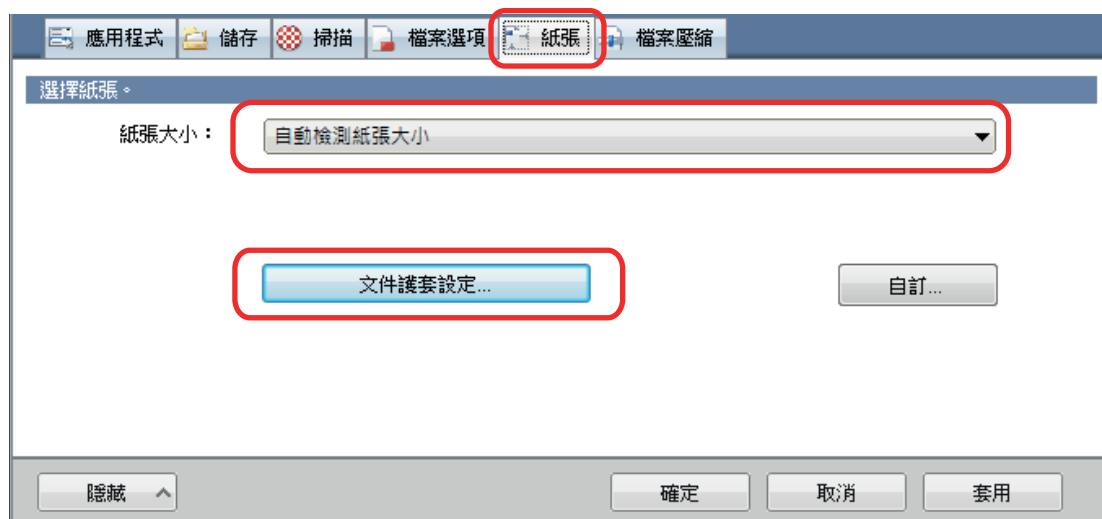 應用程式 儲存 掃描 檔案選項 紙張 檔案壓縮
選擇紙張。
紙張大小： 自動檢測紙張大小
文件護套設定... 自訂...
隱藏 確定 取消 套用